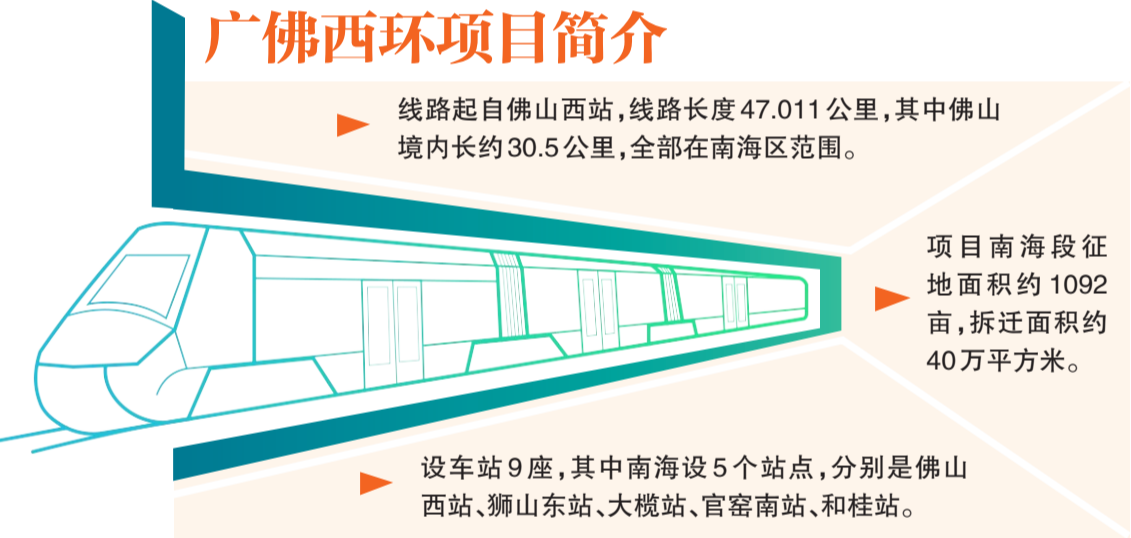 广佛西环项目简介
线路起自佛山西站,线路长度47.011公里,其中佛山
境内长约30.5公里,全部在南海区范围。
项目南海段征
地面积约1092
亩,拆迁面积约
40万平方米。
设车站9座,其中南海设5个站点,分别是佛山
西站、狮山东站、大榄站、官窑南站、和桂站。